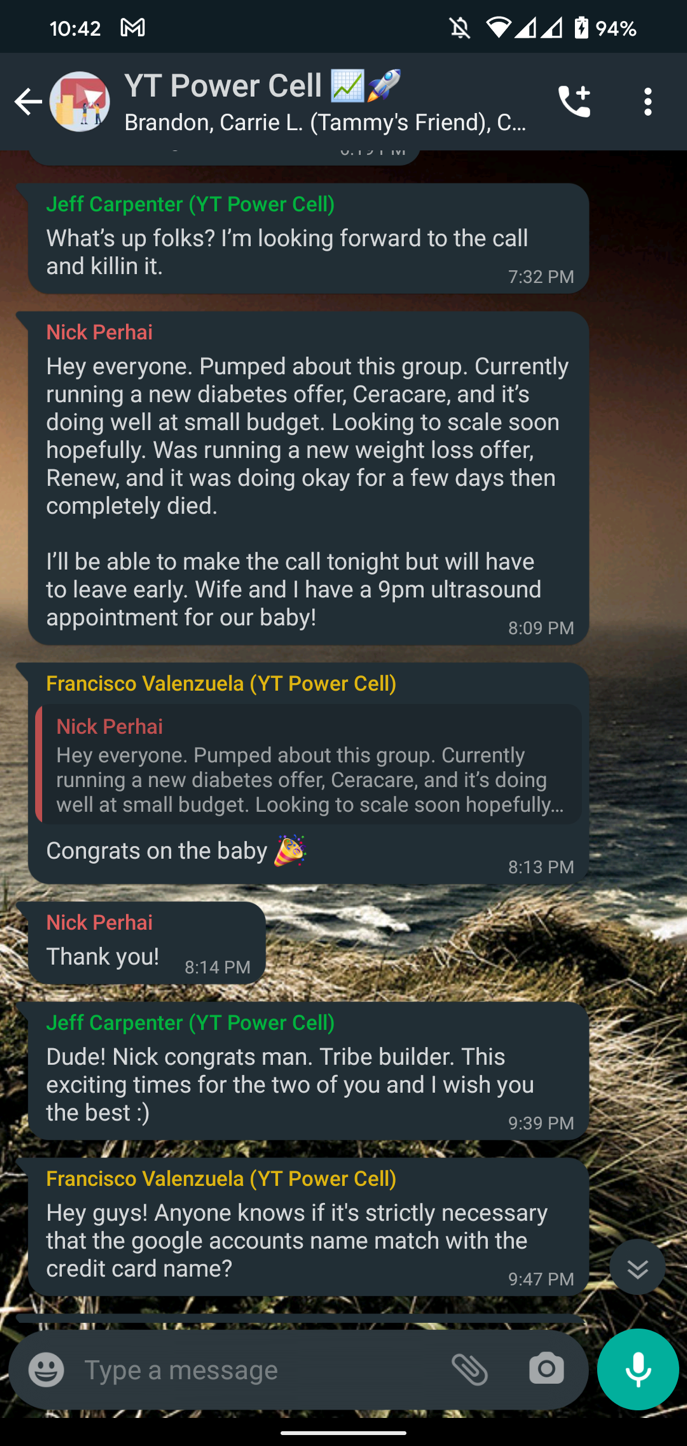 10:42
94%
YT Power Cell 📈🚀
Brandon, Carrie L. (Tammy's Friend), C...
Jeff Carpenter (YT Power Cell)
What's up folks? I'm looking forward to the call
and killin it.
7:32 PM
Nick Perhai
Hey everyone. Pumped about this group. Currently
running a new diabetes offer, Ceracare, and it's
doing well at small budget. Looking to scale soon
hopefully. Was running a new weight loss offer,
Renew, and it was doing okay for a few days then
completely died.
I'll be able to make the call tonight but will have
to leave early. Wife and I have a 9pm ultrasound
appointment for our baby!
8:09 PM
Francisco Valenzuela (YT Power Cell)
Nick Perhai
Hey everyone. Pumped about this group. Currently
running a new diabetes offer, Ceracare, and it's doing
well at small budget. Looking to scale soon hopefully...
Congrats on the baby 🎉
8:13 PM
Nick Perhai
Thank you!
8:14 PM
Jeff Carpenter (YT Power Cell)
Dude! Nick congrats man. Tribe builder. This
exciting times for the two of you and I wish you
the best :)
9:39 PM
Francisco Valenzuela (YT Power Cell)
Hey guys! Anyone knows if it's strictly necessary
that the google accounts name match with the
credit card name?
9:47 PM
Type a message